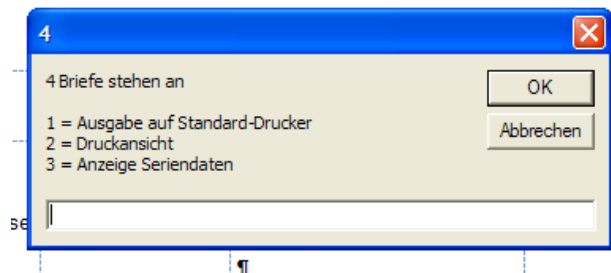 4
4 Briefe stehen an
OK
1 = Ausgabe auf Standard-Drucker
Abbrechen
2 = Druckansicht
3 = Anzeige Seriendaten
se
¶